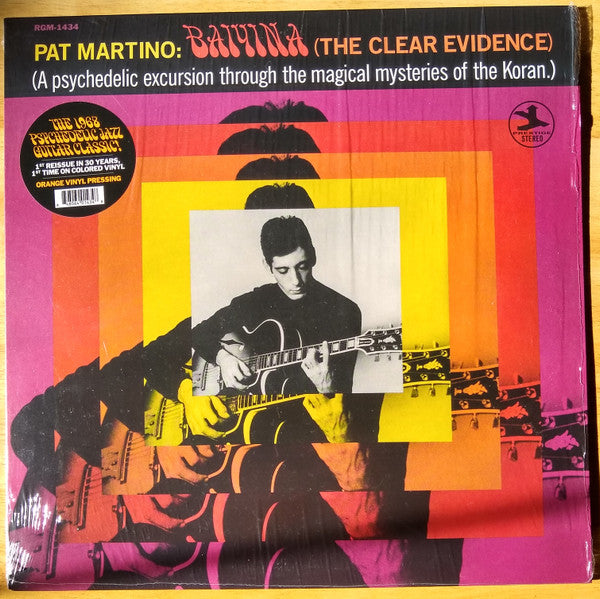 RGM-1434
PAT MARTINO: BAIYINA (THE CLEAR EVIDENCE)
(A psychedelic excursion through the magical mysteries of the Koran.)
THE 1968
PSYCHEDELIC JAZZ
GUITAR CLASSIC!
1ST REISSUE IN 30 YEARS,
1ST TIME ON COLORED VINYL
ORANGE VINYL PRESSING
PRESTIGE
STEREO